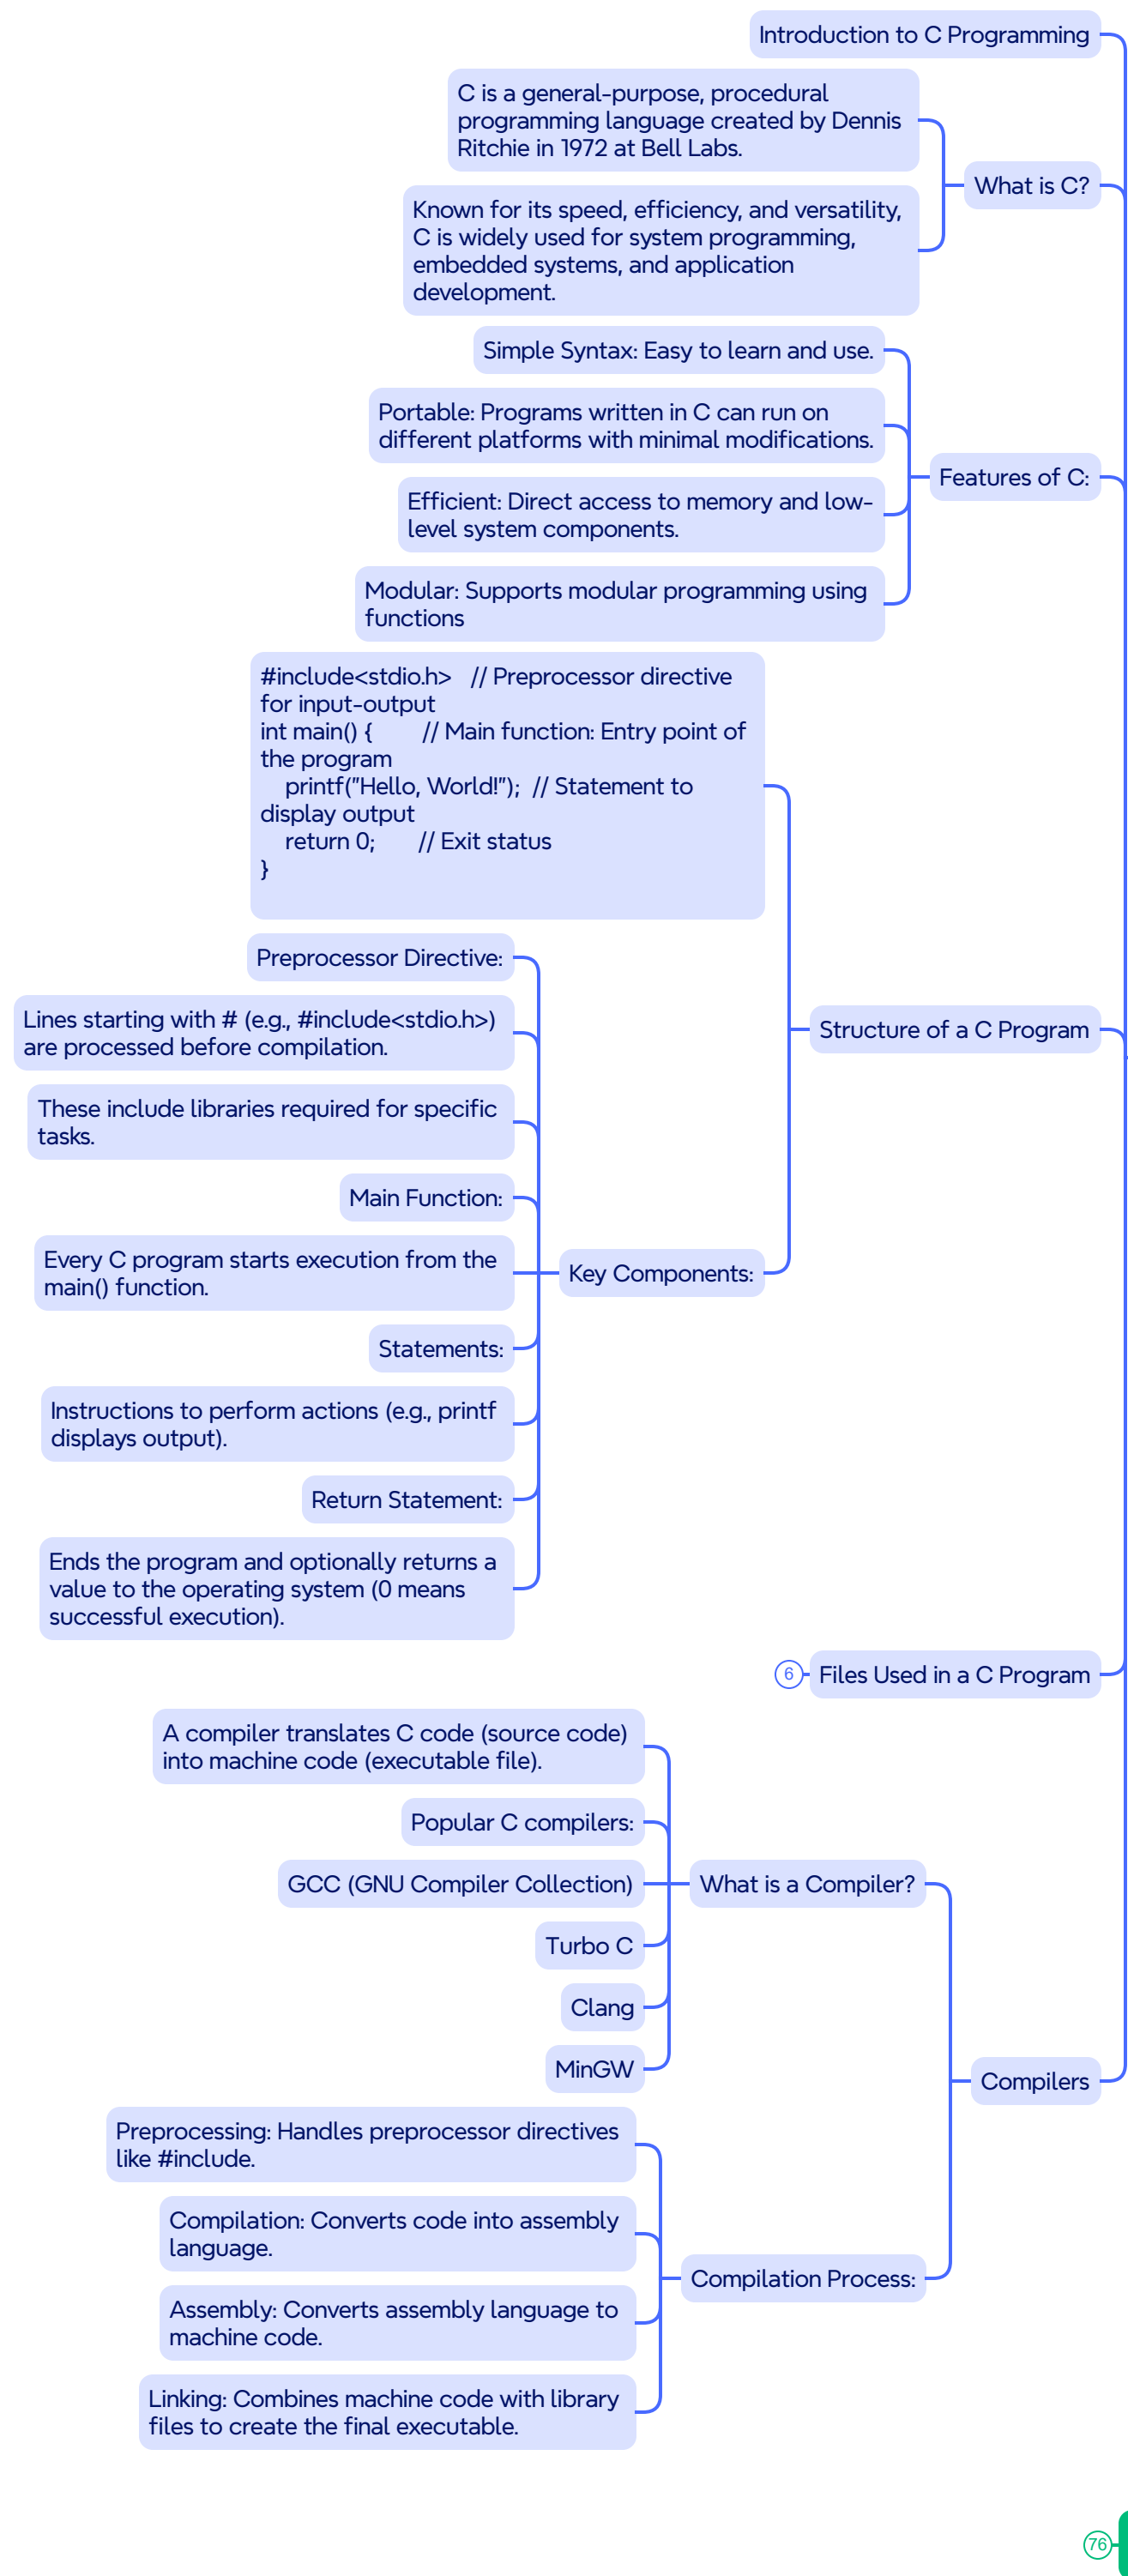 Introduction to C Programming
C is a general-purpose, procedural
programming language created by Dennis
Ritchie in 1972 at Bell Labs.
What is C?
Known for its speed, efficiency, and versatility,
C is widely used for system programming,
embedded systems, and application
development.
Simple Syntax: Easy to learn and use.
Portable: Programs written in C can run on
different platforms with minimal modifications.
Features of C:
Efficient: Direct access to memory and low-
level system components.
Modular: Supports modular programming using
functions
#include<stdio.h>   // Preprocessor directive
for input-output
int main() {        // Main function: Entry point of
the program
    printf("Hello, World!");  // Statement to
display output
    return 0;       // Exit status
}
Preprocessor Directive:
Lines starting with # (e.g., #include<stdio.h>)
are processed before compilation.
Structure of a C Program
These include libraries required for specific
tasks.
Main Function:
Every C program starts execution from the
main() function.
Key Components:
Statements:
Instructions to perform actions (e.g., printf
displays output).
Return Statement:
Ends the program and optionally returns a
value to the operating system (0 means
successful execution).
6
Files Used in a C Program
A compiler translates C code (source code)
into machine code (executable file).
Popular C compilers:
GCC (GNU Compiler Collection)
What is a Compiler?
Turbo C
Clang
MinGW
Compilers
Preprocessing: Handles preprocessor directives
like #include.
Compilation: Converts code into assembly
language.
Compilation Process:
Assembly: Converts assembly language to
machine code.
Linking: Combines machine code with library
files to create the final executable.
76